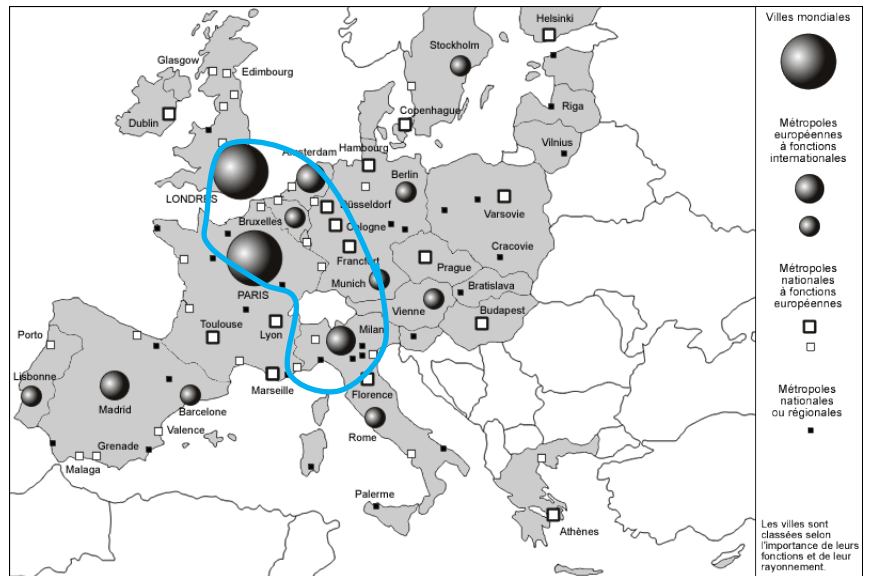 Helsinki
Stockholm
Glasgow
Edimbourg
Copenhague
Riga
Dublin
Vilnius
Hambourg
Amsterdam
Berlin
LONDRES
Düsseldorf
Varsovie
Bruxelles
Cologne
Cracovie
Francfort
Prague
Munich
Bratislava
PARIS
Vienne
Budapest
Toulouse
Lyon
Milan
Porto
Lisbonne
Marseille
Florence
Madrid
Barcelone
Valence
Rome
Grenade
Malaga
Palerme
Athènes
Villes mondiales
Métropoles
européennes
à fonctions
internationales
Métropoles
nationales
à fonctions
européennes
Métropoles
nationales
ou régionales
Les villes sont
classées selon
l'importance de leurs
fonctions et de leur
rayonnement.